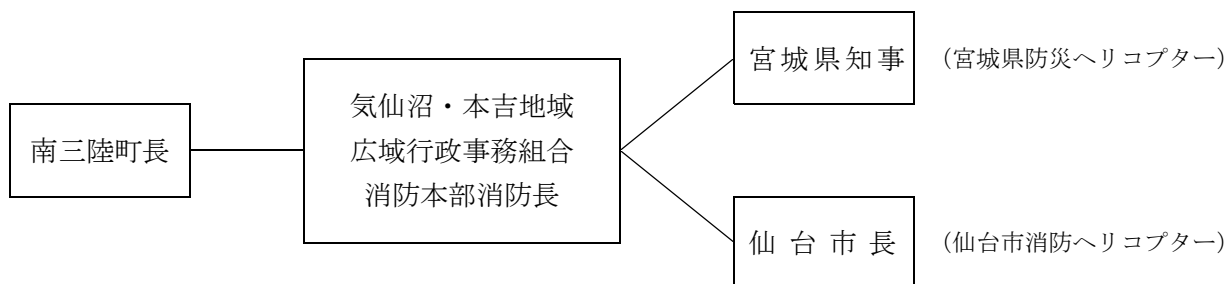 南三陸町長
気仙沼・本吉地域
広域行政事務組合
消防本部消防長
宮城県知事
(宮城県防災ヘリコプター)
仙台市長
(仙台市消防ヘリコプター)